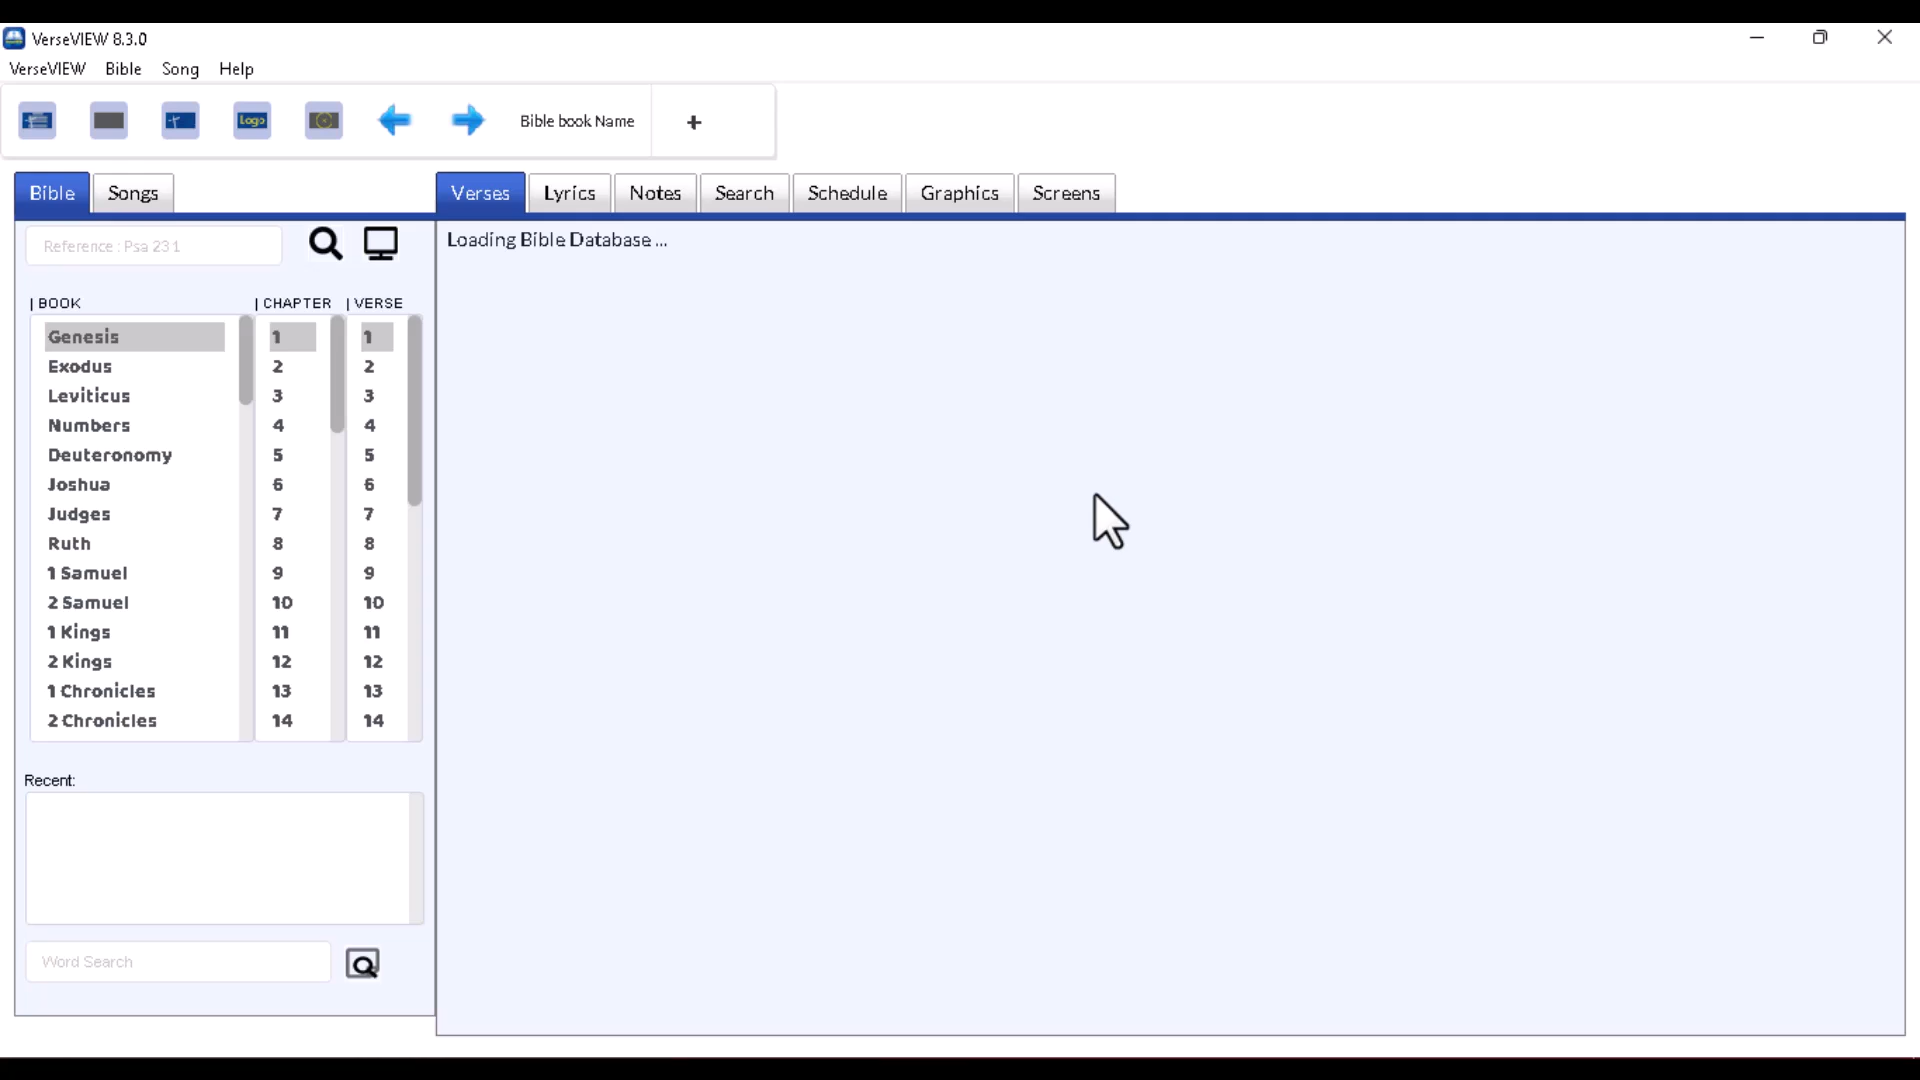 VerseVIEW 8.3.0
VerseVIEW Bible Song Help
Logo Bible book Name +
Bible Songs Verses Lyrics Notes Search Schedule Graphics Screens
Reference : Psa 23 1
Loading Bible Database ...
| BOOK | CHAPTER | VERSE
Genesis 1 1
Exodus 2 2
Leviticus 3 3
Numbers 4 4
Deuteronomy 5 5
Joshua 6 6
Judges 7 7
Ruth 8 8
1 Samuel 9 9
2 Samuel 10 10
1 Kings 11 11
2 Kings 12 12
1 Chronicles 13 13
2 Chronicles 14 14
Recent:
Word Search